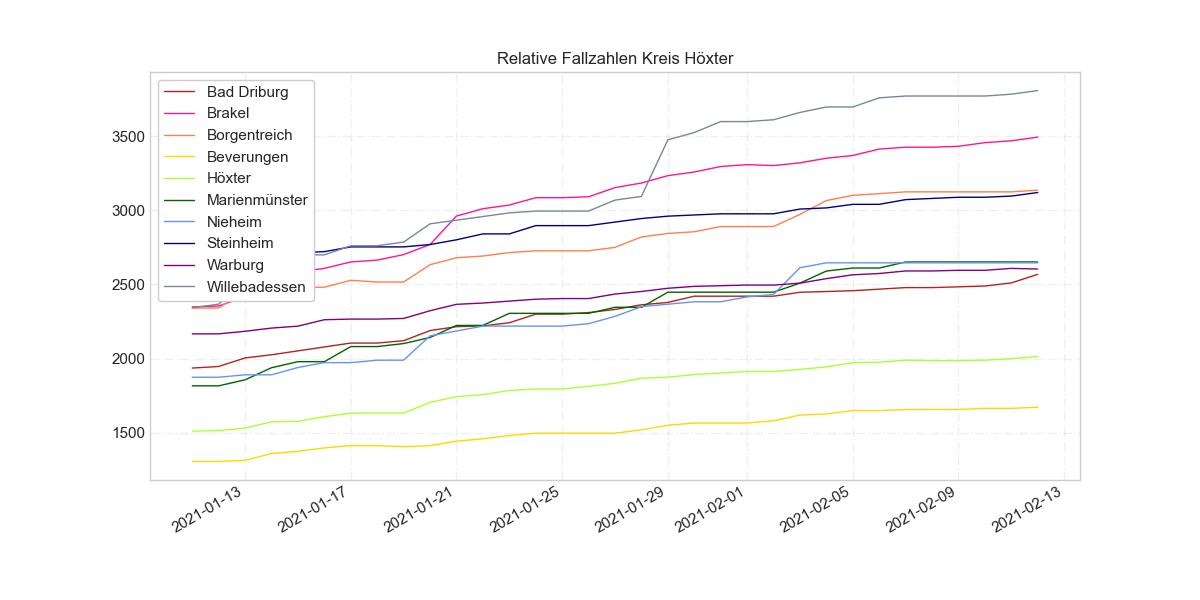 Relative Fallzahlen Kreis Höxter
Bad Driburg
Brakel
Borgentreich
Beverungen
Höxter
Marienmünster
Nieheim
Steinheim
Warburg
Willebadessen
3500
3000
2500
2000
1500
2021-01-13
2021-01-17
2021-01-21
2021-01-25
2021-01-29
2021-02-01
2021-02-05
2021-02-09
2021-02-13